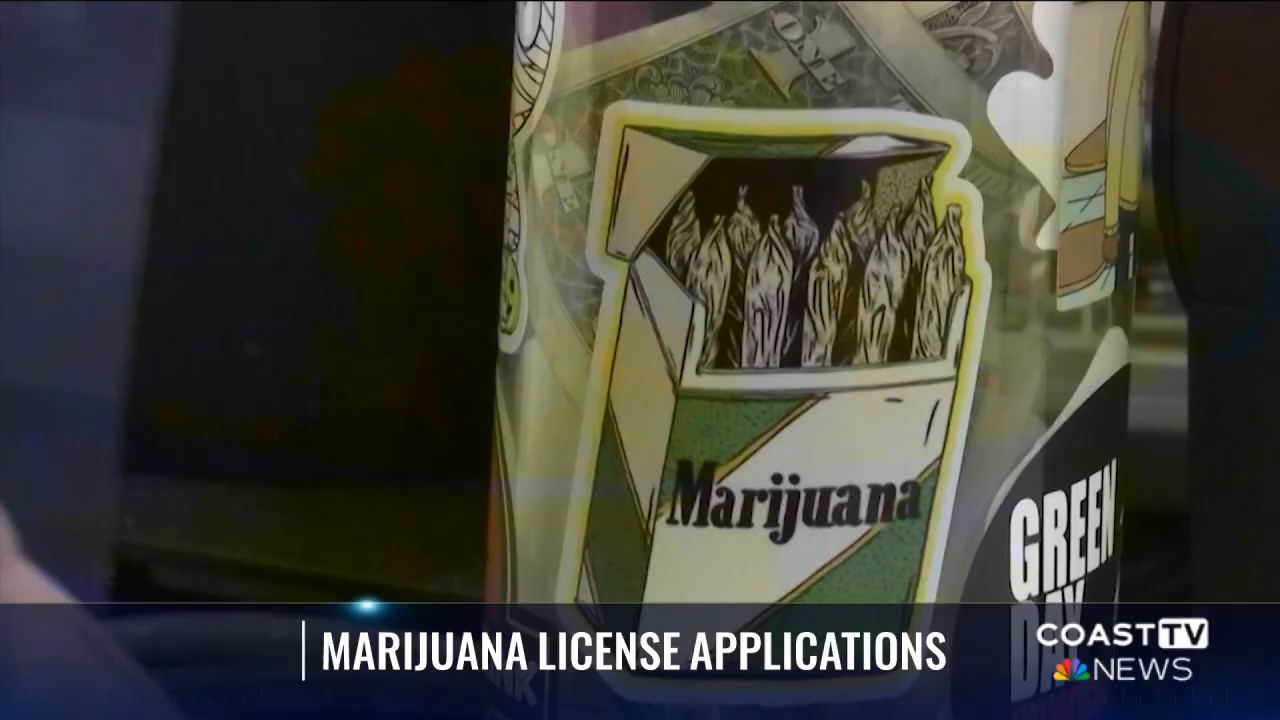 ONE
Marijuana
GREEN
DAY
MARIJUANA LICENSE APPLICATIONS
COAST TV
NEWS